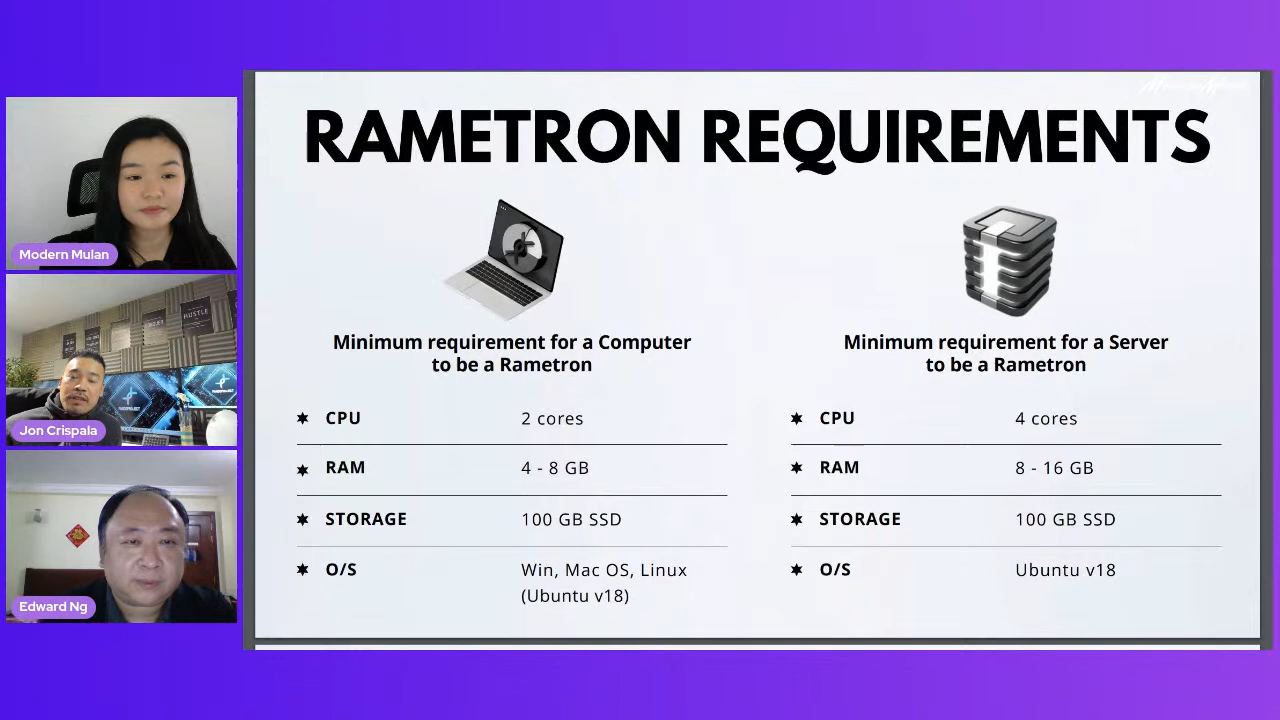 RAMETRON REQUIREMENTS
Minimum requirement for a Computer
to be a Rametron
CPU 2 cores
RAM 4 - 8 GB
STORAGE 100 GB SSD
O/S Win, Mac OS, Linux
(Ubuntu v18)
Minimum requirement for a Server
to be a Rametron
CPU 4 cores
RAM 8 - 16 GB
STORAGE 100 GB SSD
O/S Ubuntu v18
Modern Mulan
HUSTLE
Jon Crispala
Edward Ng